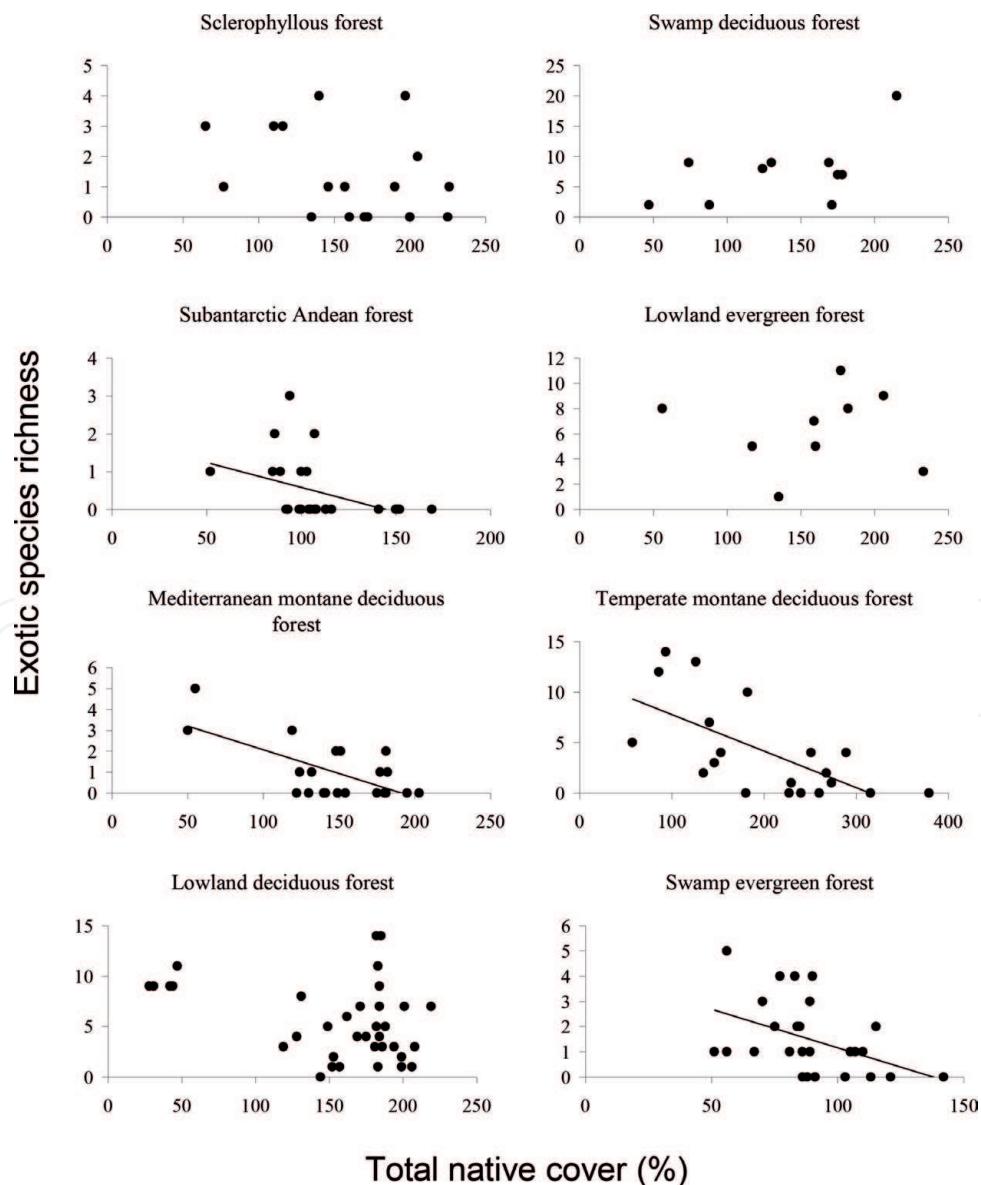 Sclerophyllous forest
5
4
3
2
1
0
0 50 100 150 200 250
Swamp deciduous forest
25
20
15
10
5
0
0 50 100 150 200 250
Subantarctic Andean forest
4
3
2
1
0
0 50 100 150 200
Lowland evergreen forest
12
10
8
6
4
2
0
0 50 100 150 200 250
Exotic species richness
Mediterranean montane deciduous
forest
6
5
4
3
2
1
0
0 50 100 150 200 250
Temperate montane deciduous forest
15
10
5
0
0 100 200 300 400
Lowland deciduous forest
15
10
5
0
0 50 100 150 200 250
Swamp evergreen forest
6
5
4
3
2
1
0
0 50 100 150
Total native cover (%)